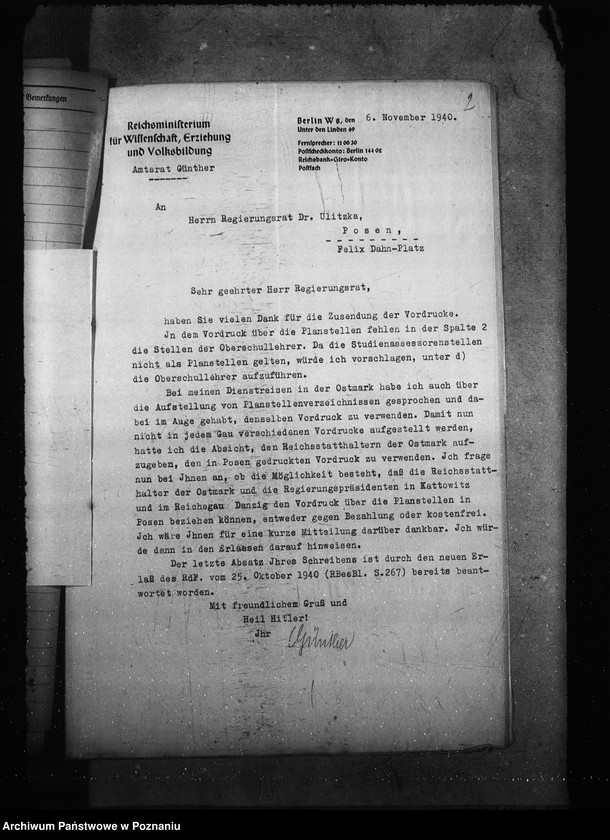 Bemerkungen
2
Reichsministerium
für Wissenschaft, Erziehung
und Volksbildung
Amtsrat Günther
Berlin W 8, den 6. November 1940.
Unter den Linden 69
Fernsprecher: 11 00 30
Postscheckkonto: Berlin 144 02
Reichsbank-Giro-Konto
Postfach
An
Herrn Regierungsrat Dr. Ulitzka,
Posen,
Felix Dahn-Platz
Sehr geehrter Herr Regierungsrat,
haben Sie vielen Dank für die Zusendung der Vordrucke.
Jn dem Vordruck über die Planstellen fehlen in der Spalte 2
die Stellen der Oberschullehrer. Da die Studienassessorenstellen
nicht als Planstellen gelten, würde ich vorschlagen, unter d)
die Oberschullehrer aufzuführen.
Bei meinen Dienstreisen in der Ostmark habe ich auch über
die Aufstellung von Planstellenverzeichnissen gesprochen und da-
bei im Auge gehabt, denselben Vordruck zu verwenden. Damit nun
nicht in jedem Gau verschiedenen Vordrucke aufgestellt werden,
hatte ich die Absicht, den Reichsstatthaltern der Ostmark auf-
zugeben, den in Posen gedruckten Vordruck zu verwenden. Jch frage
nun bei Jhnen an, ob die Möglichkeit besteht, daß die Reichsstatt-
halter der Ostmark und die Regierungspräsidenten in Kattowitz
und im Reichsgau Danzig den Vordruck über die Planstellen in
Posen beziehen können, entweder gegen Bezahlung oder kostenfrei.
Jch wäre Jhnen für eine kurze Mitteilung darüber dankbar. Jch wür-
de dann in den Erlassen darauf hinweisen.
Der letzte Absatz Jhres Schreibens ist durch den neuen Er-
laß des RdF. vom 25. Oktober 1940 (RBesBl. S.267) bereits beant-
wortet worden.
Mit freundlichem Gruß und
Heil Hitler!
Jhr Günther
Archiwum Państwowe w Poznaniu